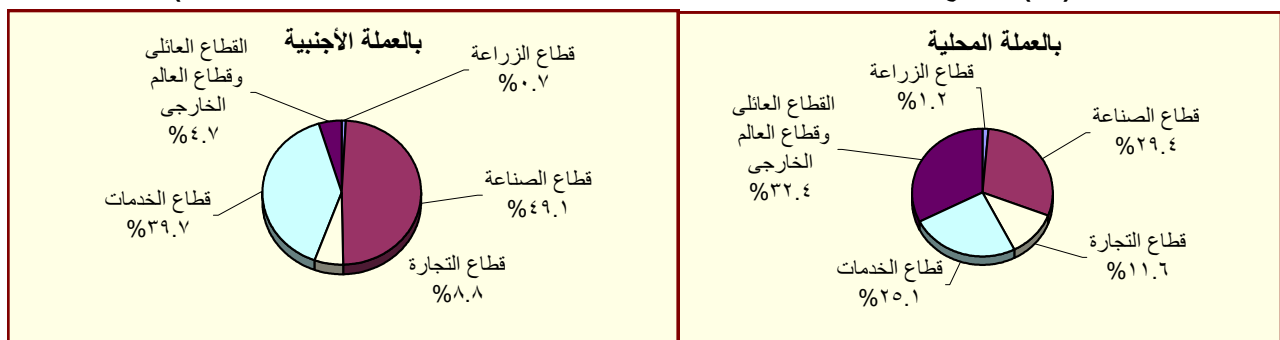 بالعملة المحلية
قطاع الزراعة
%١.٢
قطاع الصناعة
%٢٩.٤
القطاع العائلى
وقطاع العالم
الخارجى
%٣٢.٤
قطاع التجارة
%١١.٦
قطاع الخدمات
%٢٥.١
بالعملة الأجنبية
قطاع الزراعة
%٠.٧
القطاع العائلى
وقطاع العالم
الخارجى
%٤.٧
قطاع الصناعة
%٤٩.١
قطاع الخدمات
%٣٩.٧
قطاع التجارة
%٨.٨